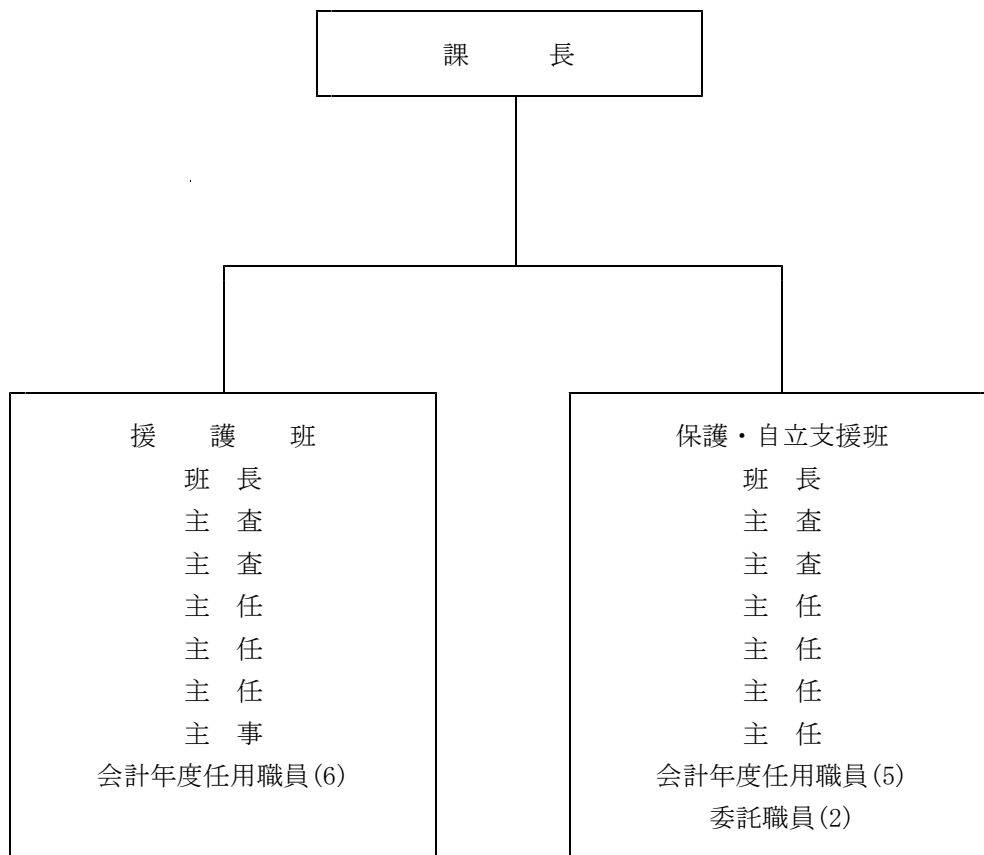 課長
援護班
班長
主査
主査
主任
主任
主任
主事
会計年度任用職員(6)
保護・自立支援班
班長
主査
主査
主任
主任
主任
主任
会計年度任用職員(5)
委託職員(2)